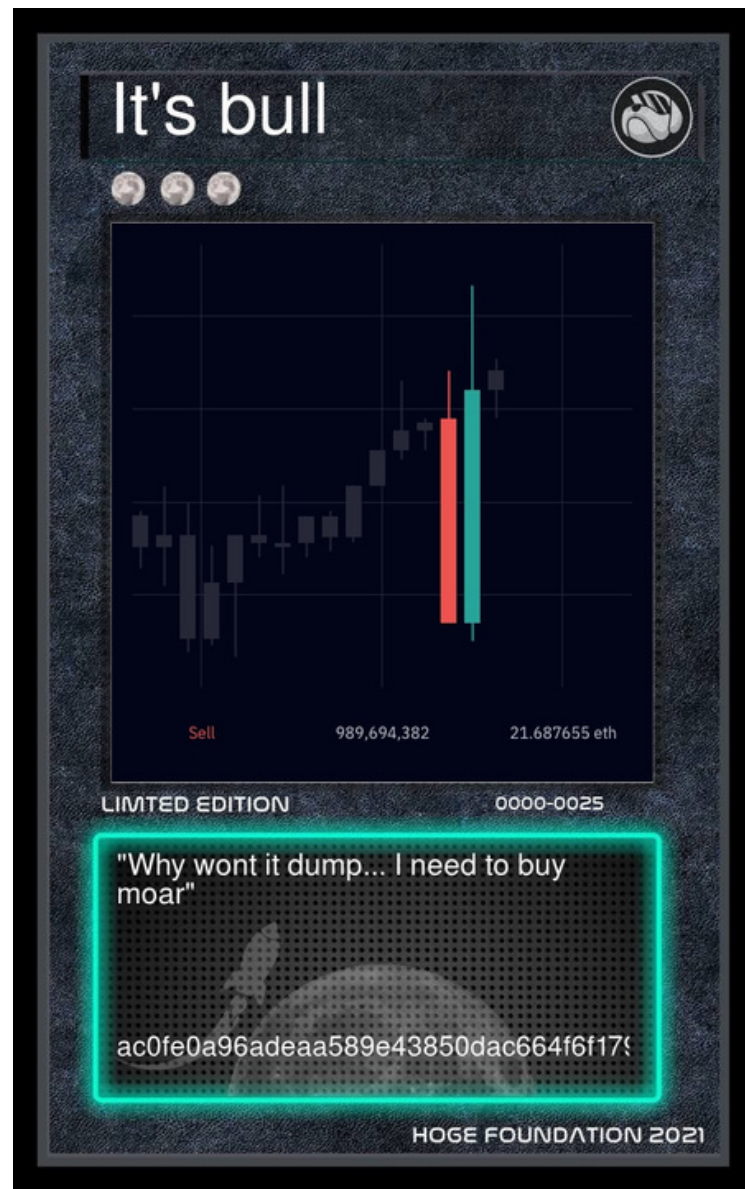 It's bull
Sell 989,694,382 21.687655 eth
LIMTED EDITION 0000-0025
"Why wont it dump... I need to buy
moar"
ac0fe0a96adeaa589e43850dac664f6f179
HOGE FOUNDATION 2021